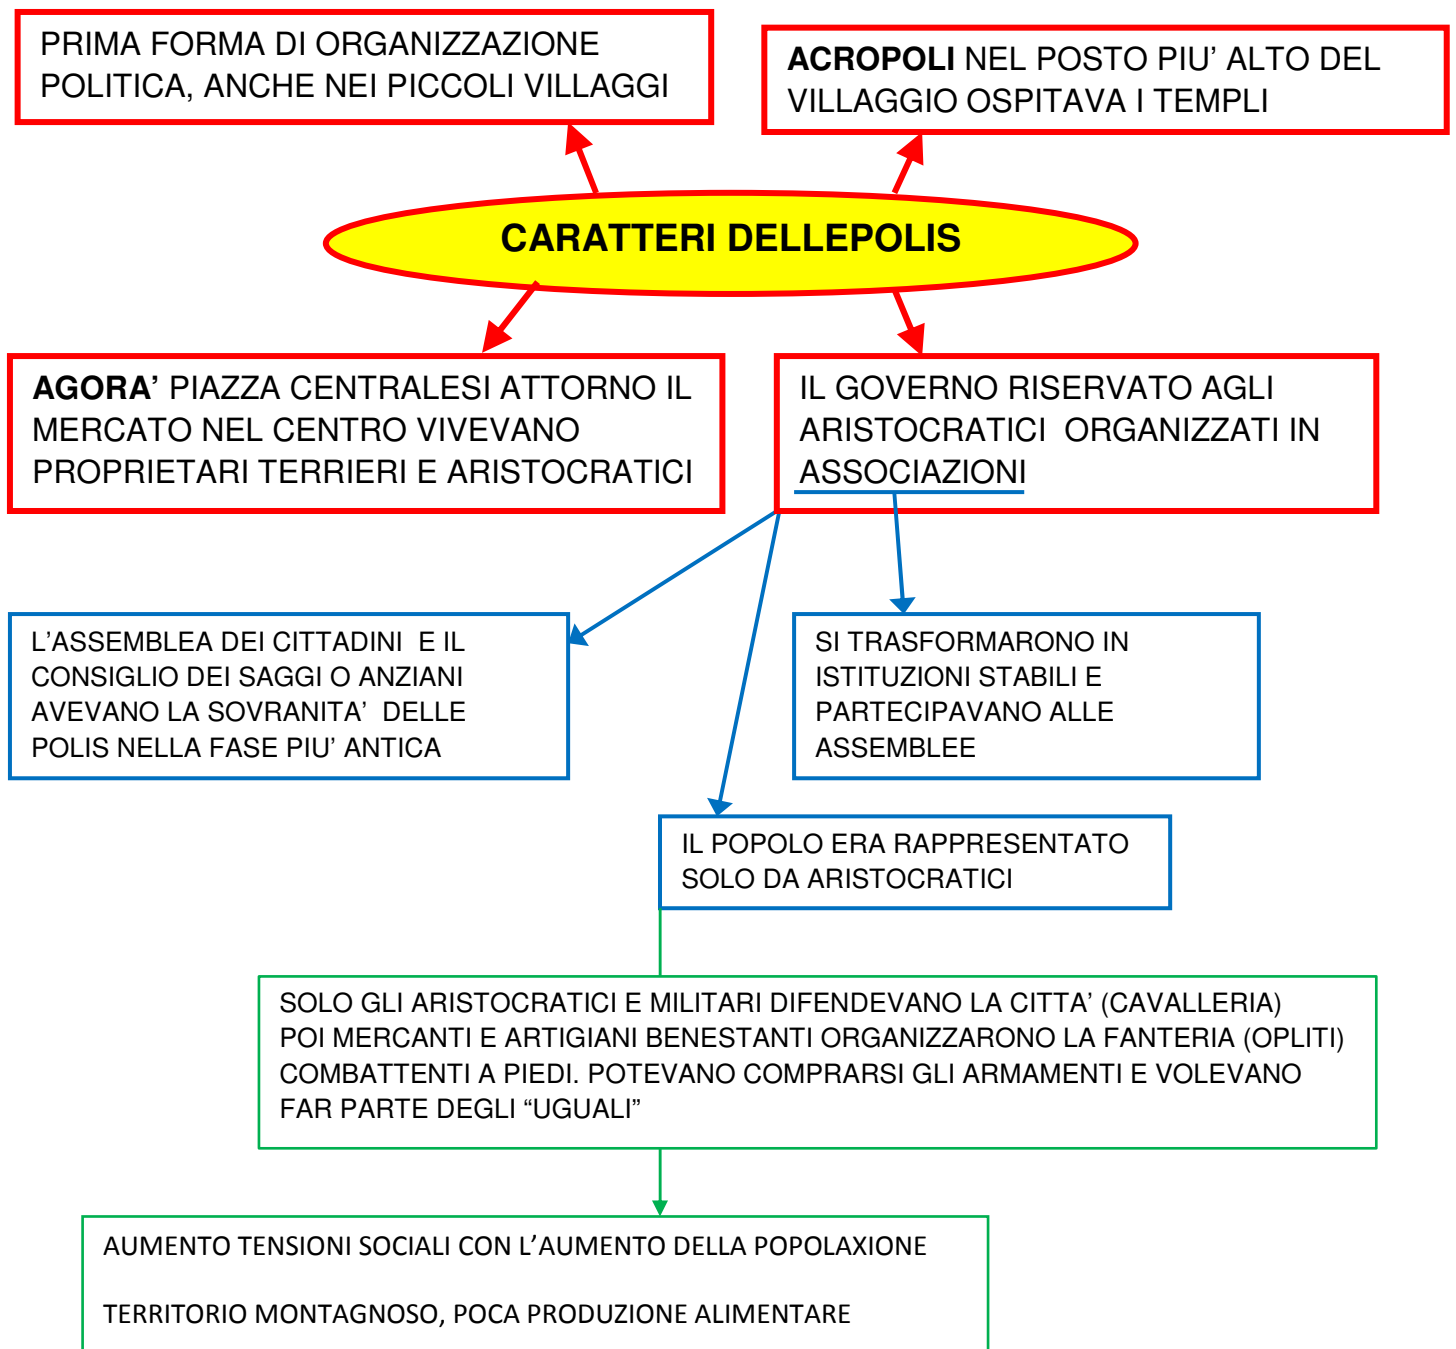 PRIMA FORMA DI ORGANIZZAZIONE
POLITICA, ANCHE NEI PICCOLI VILLAGGI
ACROPOLI NEL POSTO PIU' ALTO DEL
VILLAGGIO OSPITAVA I TEMPLI
CARATTERI DELLEPOLIS
AGORA’ PIAZZA CENTRALESI ATTORNO IL
MERCATO NEL CENTRO VIVEVANO
PROPRIETARI TERRIERI E ARISTOCRATICI
IL GOVERNO RISERVATO AGLI
ARISTOCRATICI  ORGANIZZATI IN
ASSOCIAZIONI
L’ASSEMBLEA DEI CITTADINI  E IL
CONSIGLIO DEI SAGGI O ANZIANI
AVEVANO LA SOVRANITA’  DELLE
POLIS NELLA FASE PIU’ ANTICA
SI TRASFORMARONO IN
ISTITUZIONI STABILI E
PARTECIPAVANO ALLE
ASSEMBLEE
IL POPOLO ERA RAPPRESENTATO
SOLO DA ARISTOCRATICI
SOLO GLI ARISTOCRATICI E MILITARI DIFENDEVANO LA CITTA’ (CAVALLERIA)
POI MERCANTI E ARTIGIANI BENESTANTI ORGANIZZARONO LA FANTERIA (OPLITI)
COMBATTENTI A PIEDI. POTEVANO COMPRARSI GLI ARMAMENTI E VOLEVANO
FAR PARTE DEGLI “UGUALI”
AUMENTO TENSIONI SOCIALI CON L’AUMENTO DELLA POPOLAXIONE
TERRITORIO MONTAGNOSO, POCA PRODUZIONE ALIMENTARE